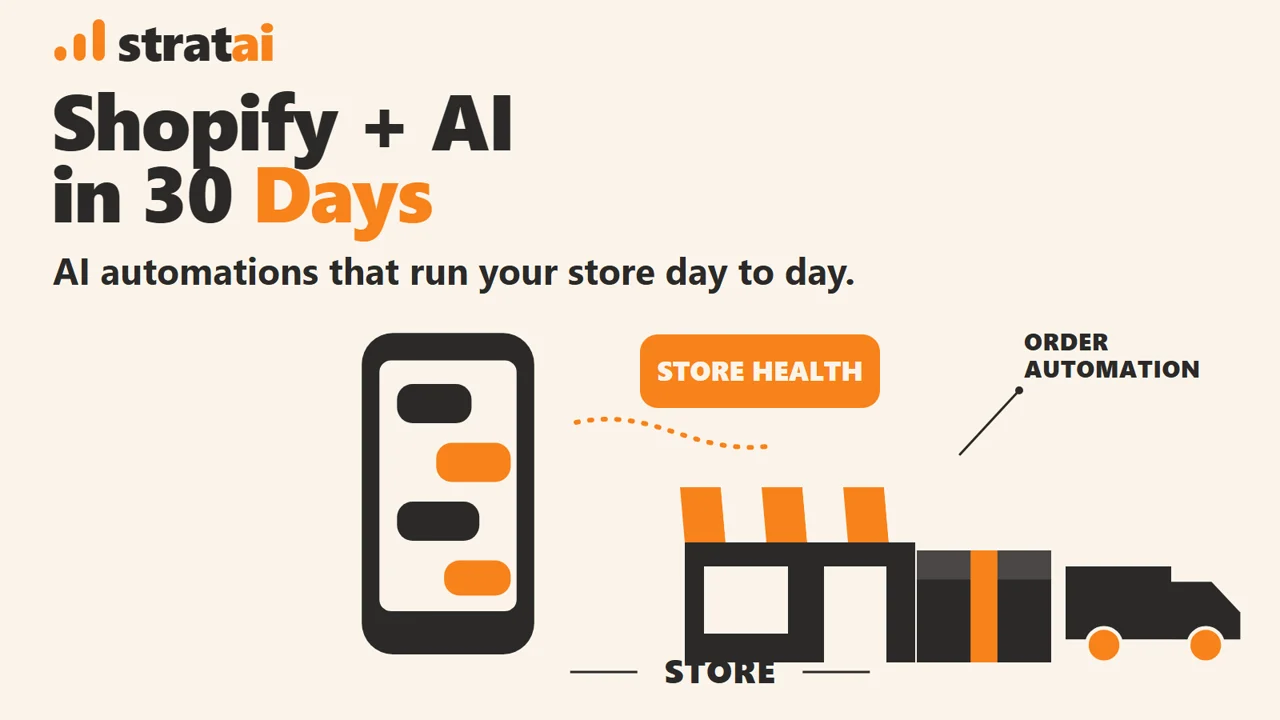 stratai
Shopify + AI
in 30 Days
AI automations that run your store day to day.
STORE HEALTH
ORDER
AUTOMATION
STORE